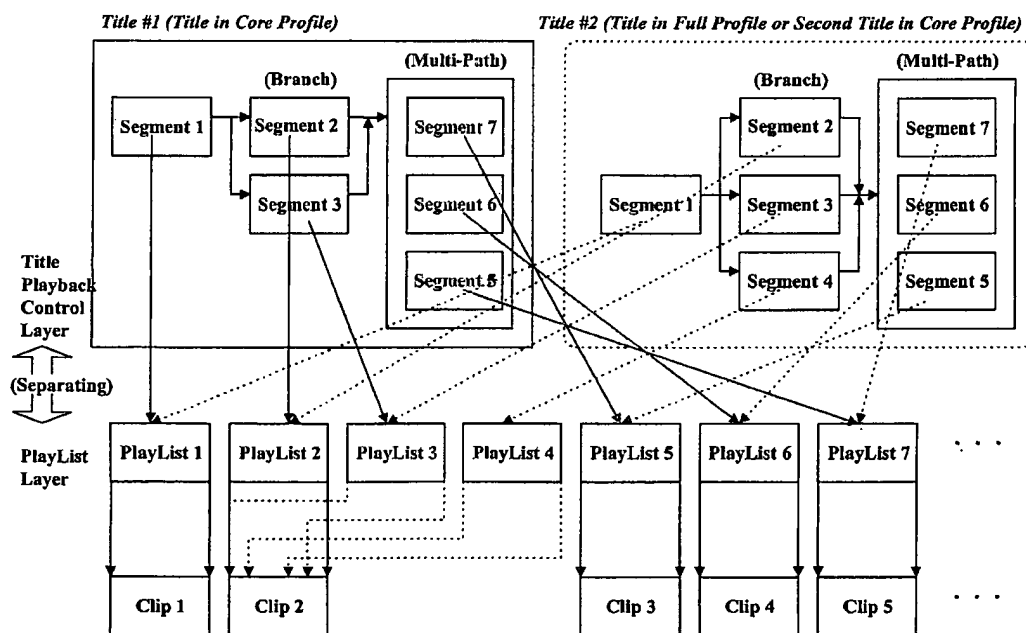 Title #1 (Title in Core Profile)
Title #2 (Title in Full Profile or Second Title in Core Profile)
(Multi-Path)
(Branch)
Segment 1
Segment 2
Segment 7
Segment 3
Segment 6
Segment 5
(Multi-Path)
(Branch)
Segment 2
Segment 7
Segment 1
Segment 3
Segment 6
Segment 4
Segment 5
Title
Playback
Control
Layer
(Separating)
PlayList
Layer
PlayList 1
PlayList 2
PlayList 3
PlayList 4
PlayList 5
PlayList 6
PlayList 7
. . .
Clip 1
Clip 2
Clip 3
Clip 4
Clip 5
. . .